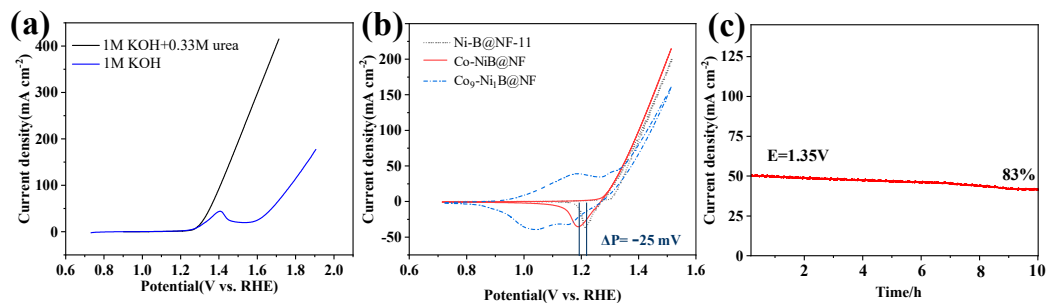 (a)
400
300
200
100
0
Current density(mA cm⁻²)
1M KOH+0.33M urea
1M KOH
0.6 0.8 1.0 1.2 1.4 1.6 1.8 2.0
Potential(V vs. RHE)
(b)
200
150
100
50
0
-50
Current density(mA cm⁻²)
Ni-B@NF-11
Co-NiB@NF
Co₉-Ni₁B@NF
ΔP= −25 mV
0.6 0.8 1.0 1.2 1.4 1.6
Potential(V vs. RHE)
(c)
125
100
75
50
25
0
Current density(mA cm⁻²)
E=1.35V
83%
2 4 6 8 10
Time/h